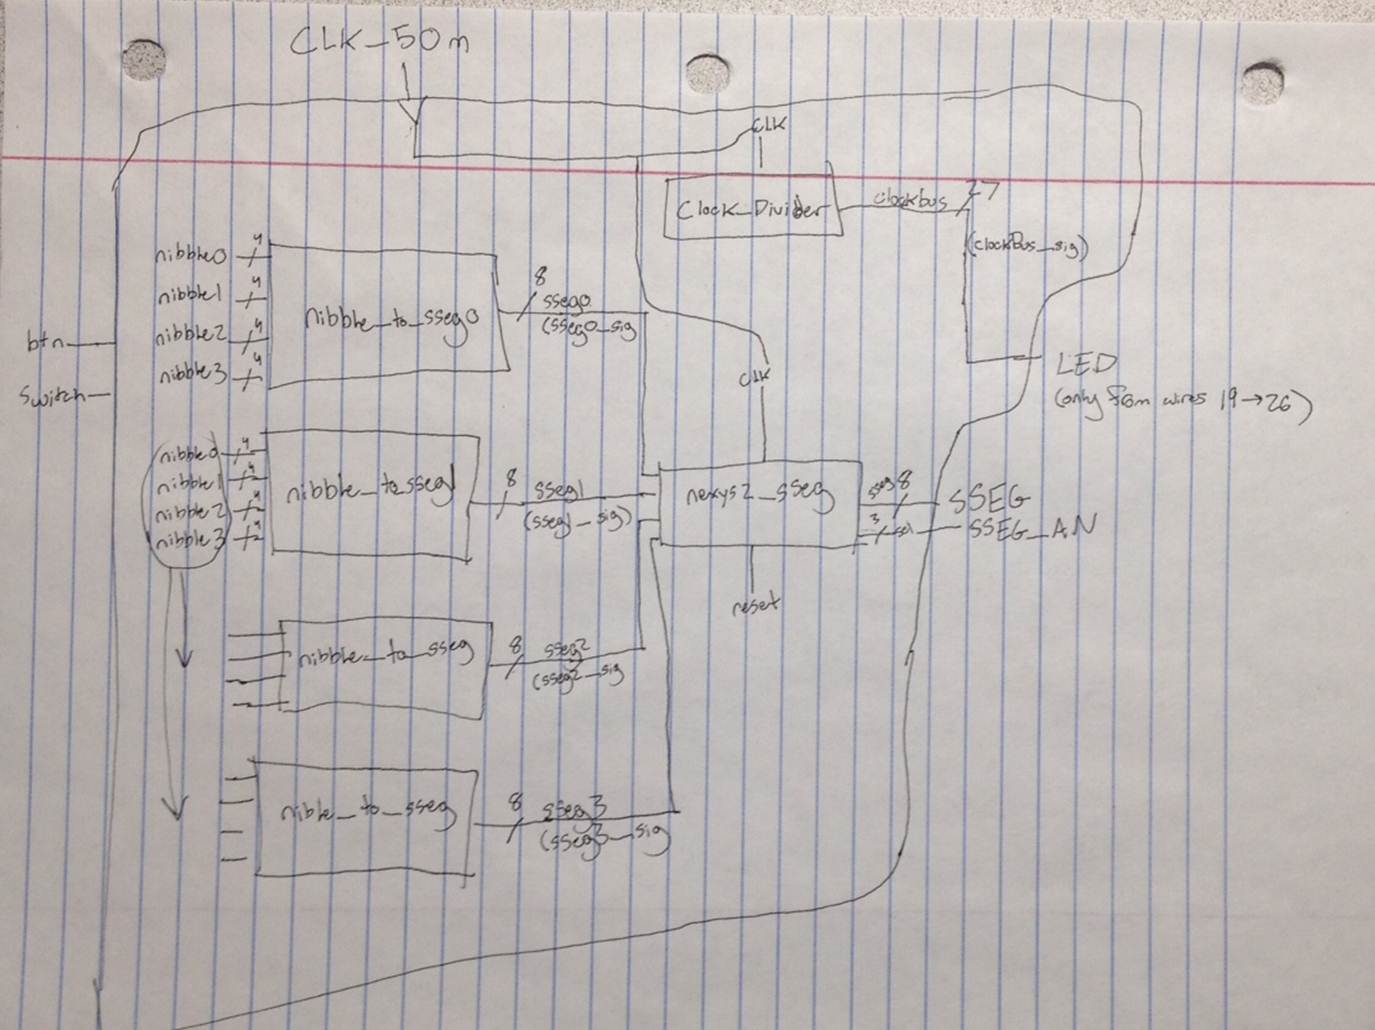 CLK_50m
CLK
Clock_Divider
clockbus 27
(clockBus_sig)
nibble0 4
nibble1 4
nibble2 4
nibble3 4
nibble_to_sseg0
8
sseg0
(sseg0_sig
btn
Switch
CLK
LED
(only from wires 19→26)
nibble0 4
nibble1 4
nibble2 4
nibble3 4
nibble_to_sseg1
8 sseg1
(sseg1_sig)
nexys2_sseg
sseg 8
SSEG
3 sel
SSEG_AN
reset
nibble_to_sseg
8 sseg2
(sseg2_sig
nible_to_sseg
8 sseg3
(sseg3_sig